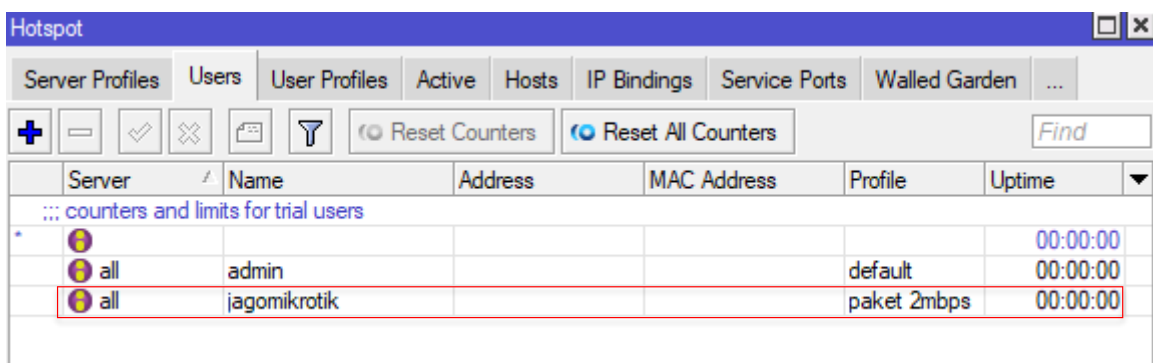 Hotspot
Server Profiles Users User Profiles Active Hosts IP Bindings Service Ports Walled Garden ...
Reset Counters Reset All Counters Find
Server Name Address MAC Address Profile Uptime
;;; counters and limits for trial users
* 00:00:00
all admin default 00:00:00
all jagomikrotik paket 2mbps 00:00:00